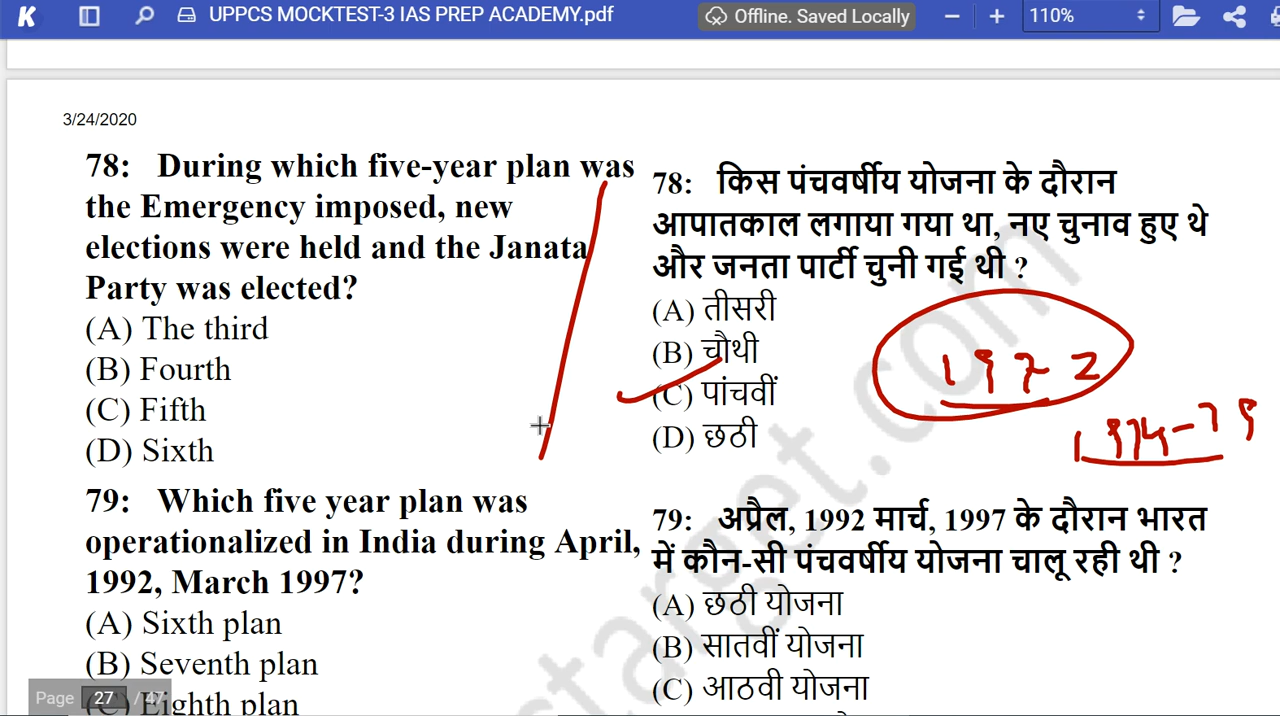 UPPCS MOCKTEST-3 IAS PREP ACADEMY.pdf
Offline. Saved Locally
110%
3/24/2020
78: During which five-year plan was
the Emergency imposed, new
elections were held and the Janata
Party was elected?
(A) The third
(B) Fourth
(C) Fifth
(D) Sixth
79: Which five year plan was
operationalized in India during April,
1992, March 1997?
(A) Sixth plan
(B) Seventh plan
(C) Eighth plan
78: किस पंचवर्षीय योजना के दौरान
आपातकाल लगाया गया था, नए चुनाव हुए थे
और जनता पार्टी चुनी गई थी ?
(A) तीसरी
(B) चौथी
(C) पांचवीं
(D) छठी
1972
1974-79
79: अप्रैल, 1992 मार्च, 1997 के दौरान भारत
में कौन-सी पंचवर्षीय योजना चालू रही थी ?
(A) छठी योजना
(B) सातवीं योजना
(C) आठवी योजना
Page 27 / 47